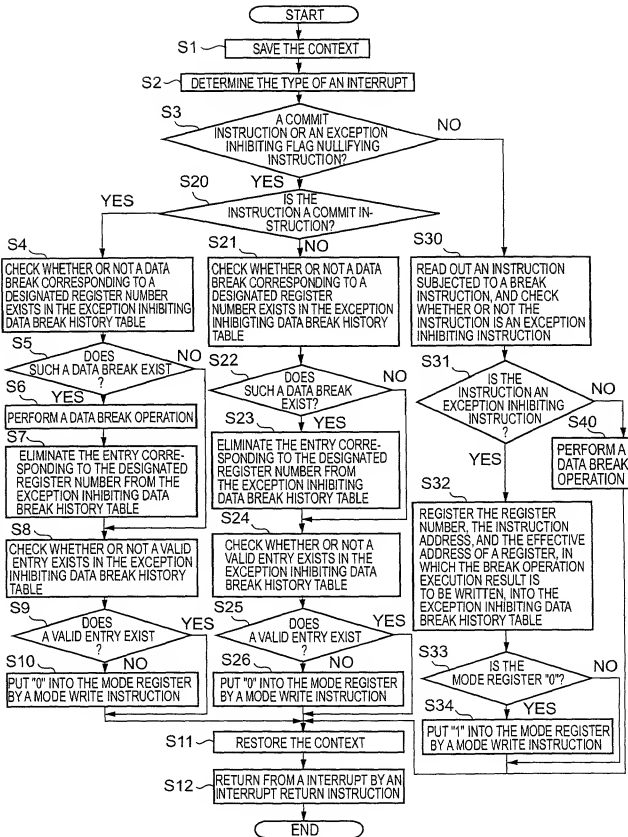 START
S1
SAVE THE CONTEXT
S2
DETERMINE THE TYPE OF AN INTERRUPT
S3
A COMMIT
INSTRUCTION OR AN EXCEPTION
INHIBITING FLAG NULLIFYING
INSTRUCTION?
NO
YES
S20
IS THE
INSTRUCTION A COMMIT IN-
STRUCTION?
YES
NO
S4
CHECK WHETHER OR NOT A DATA
BREAK CORRESPONDING TO A
DESIGNATED REGISTER NUMBER
EXISTS IN THE EXCEPTION INHIBITING
DATA BREAK HISTORY TABLE
S5
DOES
SUCH A DATA BREAK EXIST
?
NO
YES
S6
PERFORM A DATA BREAK OPERATION
S7
ELIMINATE THE ENTRY CORRE-
SPONDING TO THE DESIGNATED
REGISTER NUMBER FROM THE
EXCEPTION INHIBITING DATA
BREAK HISTORY TABLE
S8
CHECK WHETHER OR NOT A VALID
ENTRY EXISTS IN THE EXCEPTION
INHIBITING DATA BREAK HISTORY
TABLE
S9
DOES
A VALID ENTRY EXIST
?
YES
NO
S10
PUT "0" INTO THE MODE REGISTER
BY A MODE WRITE INSTRUCTION
S21
CHECK WHETHER OR NOT A DATA
BREAK CORRESPONDING TO A
DESIGNATED REGISTER
NUMBER EXISTS IN THE EXCEPTION
INHIBIGTING DATA BREAK HISTORY
TABLE
S22
DOES
SUCH A DATA BREAK
EXIST?
NO
YES
S23
ELIMINATE THE ENTRY CORRE-
SPONDING TO THE DESIGNATED
REGISTER NUMBER FROM
THE EXCEPTION INHIBITING
DATA BREAK HISTORY TABLE
S24
CHECK WHETHER OR NOT A
VALID ENTRY EXISTS IN THE
EXCEPTION INHIBITING DATA
BREAK HISTORY TABLE
S25
DOES
A VALID ENTRY EXIST
?
YES
NO
S26
PUT "0" INTO THE MODE REGISTER
BY A MODE WRITE INSTRUCTION
S30
READ OUT AN INSTRUCTION
SUBJECTED TO A BREAK
INSTRUCTION, AND CHECK
WHETHER OR NOT THE
INSTRUCTION IS AN EXCEPTION
INHIBITING INSTRUCTION
S31
IS THE
INSTRUCTION AN
EXCEPTION INHIBITING
INSTRUCTION
?
NO
YES
S40
PERFORM A
DATA BREAK
OPERATION
S32
REGISTER THE REGISTER
NUMBER, THE INSTRUCTION
ADDRESS, AND THE EFFECTIVE
ADDRESS OF A REGISTER, IN
WHICH THE BREAK OPERATION
EXECUTION RESULT IS
TO BE WRITTEN, INTO THE
EXCEPTION INHIBITING DATA
BREAK HISTORY TABLE
S33
IS THE
MODE REGISTER "0"?
NO
YES
S34
PUT "1" INTO THE MODE REGISTER
BY A MODE WRITE INSTRUCTION
S11
RESTORE THE CONTEXT
S12
RETURN FROM A INTERRUPT BY AN
INTERRUPT RETURN INSTRUCTION
END